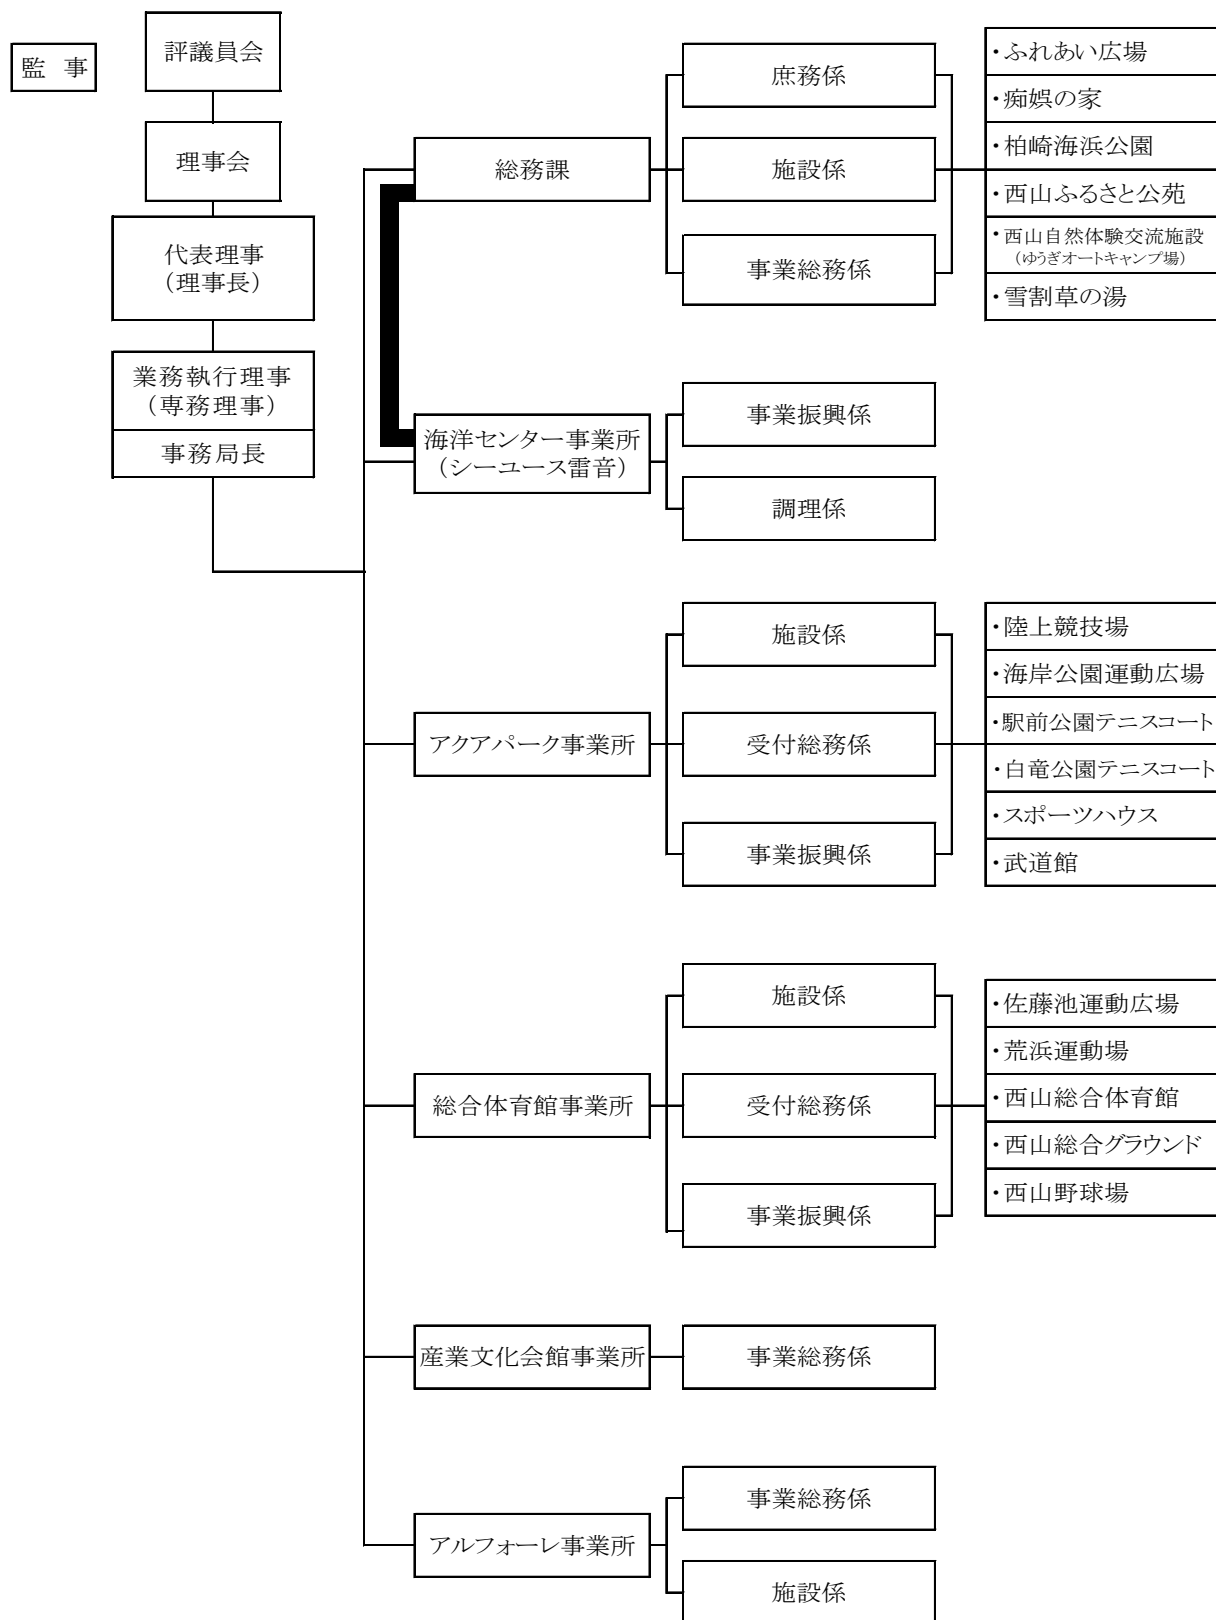 監 事
評議員会
理事会
代表理事
(理事長)
業務執行理事
(専務理事)
事務局長
総務課
庶務係
施設係
事業総務係
・ふれあい広場
・痴娯の家
・柏崎海浜公園
・西山ふるさと公苑
・西山自然体験交流施設
(ゆうぎオートキャンプ場)
・雪割草の湯
海洋センター事業所
(シーユース雷音)
事業振興係
調理係
アクアパーク事業所
施設係
受付総務係
事業振興係
・陸上競技場
・海岸公園運動広場
・駅前公園テニスコート
・白竜公園テニスコート
・スポーツハウス
・武道館
総合体育館事業所
施設係
受付総務係
事業振興係
・佐藤池運動広場
・荒浜運動場
・西山総合体育館
・西山総合グラウンド
・西山野球場
産業文化会館事業所
事業総務係
アルフォーレ事業所
事業総務係
施設係